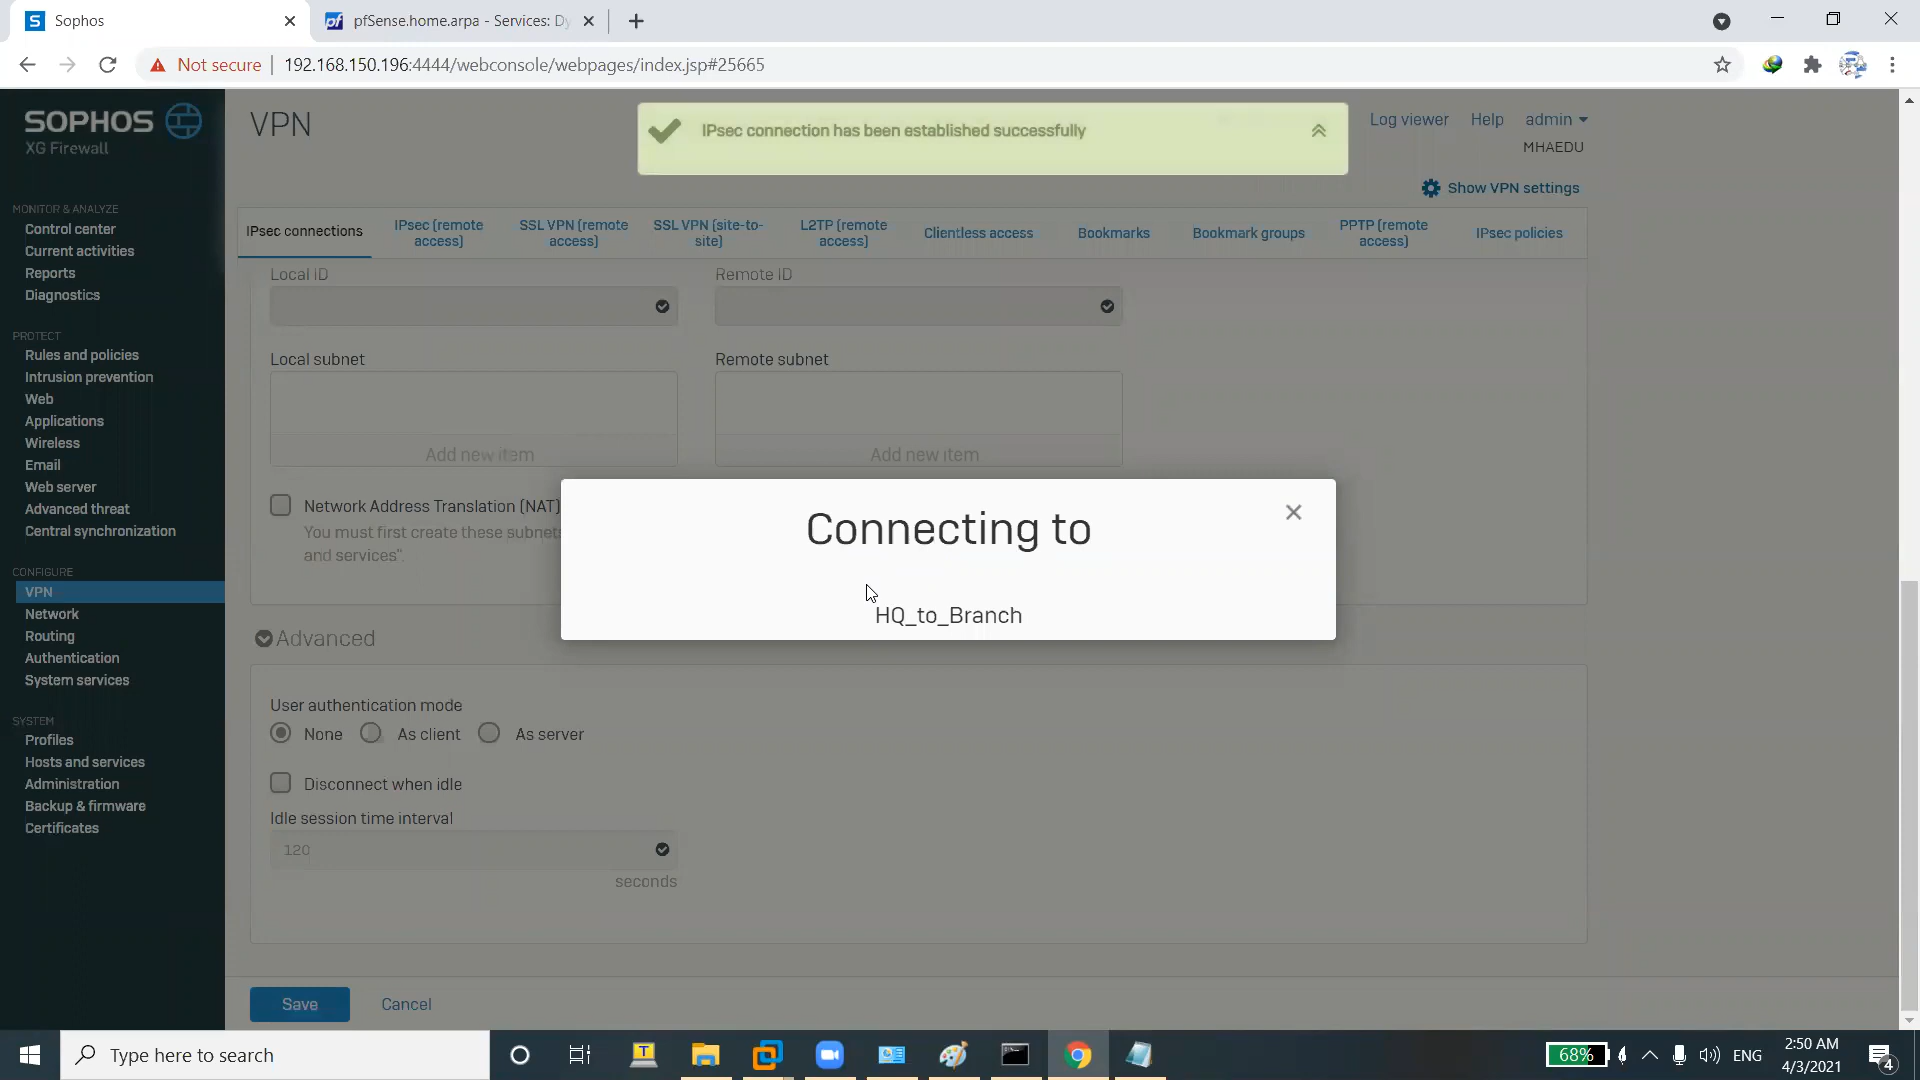 Sophos
pfSense.home.arpa - Services: Dy
Not secure
192.168.150.196:4444/webconsole/webpages/index.jsp#25665
SOPHOS
XG Firewall
VPN
IPsec connection has been established successfully
Log viewer
Help
admin
MHAEDU
Show VPN settings
IPsec connections
IPsec (remote
access)
SSL VPN (remote
access)
SSL VPN (site-to-
site)
L2TP (remote
access)
Clientless access
Bookmarks
Bookmark groups
PPTP (remote
access)
IPsec policies
MONITOR & ANALYZE
Control center
Current activities
Reports
Diagnostics
PROTECT
Rules and policies
Intrusion prevention
Web
Applications
Wireless
Email
Web server
Advanced threat
Central synchronization
CONFIGURE
VPN
Network
Routing
Authentication
System services
SYSTEM
Profiles
Hosts and services
Administration
Backup & firmware
Certificates
Local ID
Remote ID
Local subnet
Remote subnet
Add new item
Add new item
Network Address Translation (NAT)
You must first create these subnets
and services".
Connecting to
HQ_to_Branch
Advanced
User authentication mode
None
As client
As server
Disconnect when idle
Idle session time interval
120
seconds
Save
Cancel
Type here to search
68%
ENG
2:50 AM
4/3/2021
4